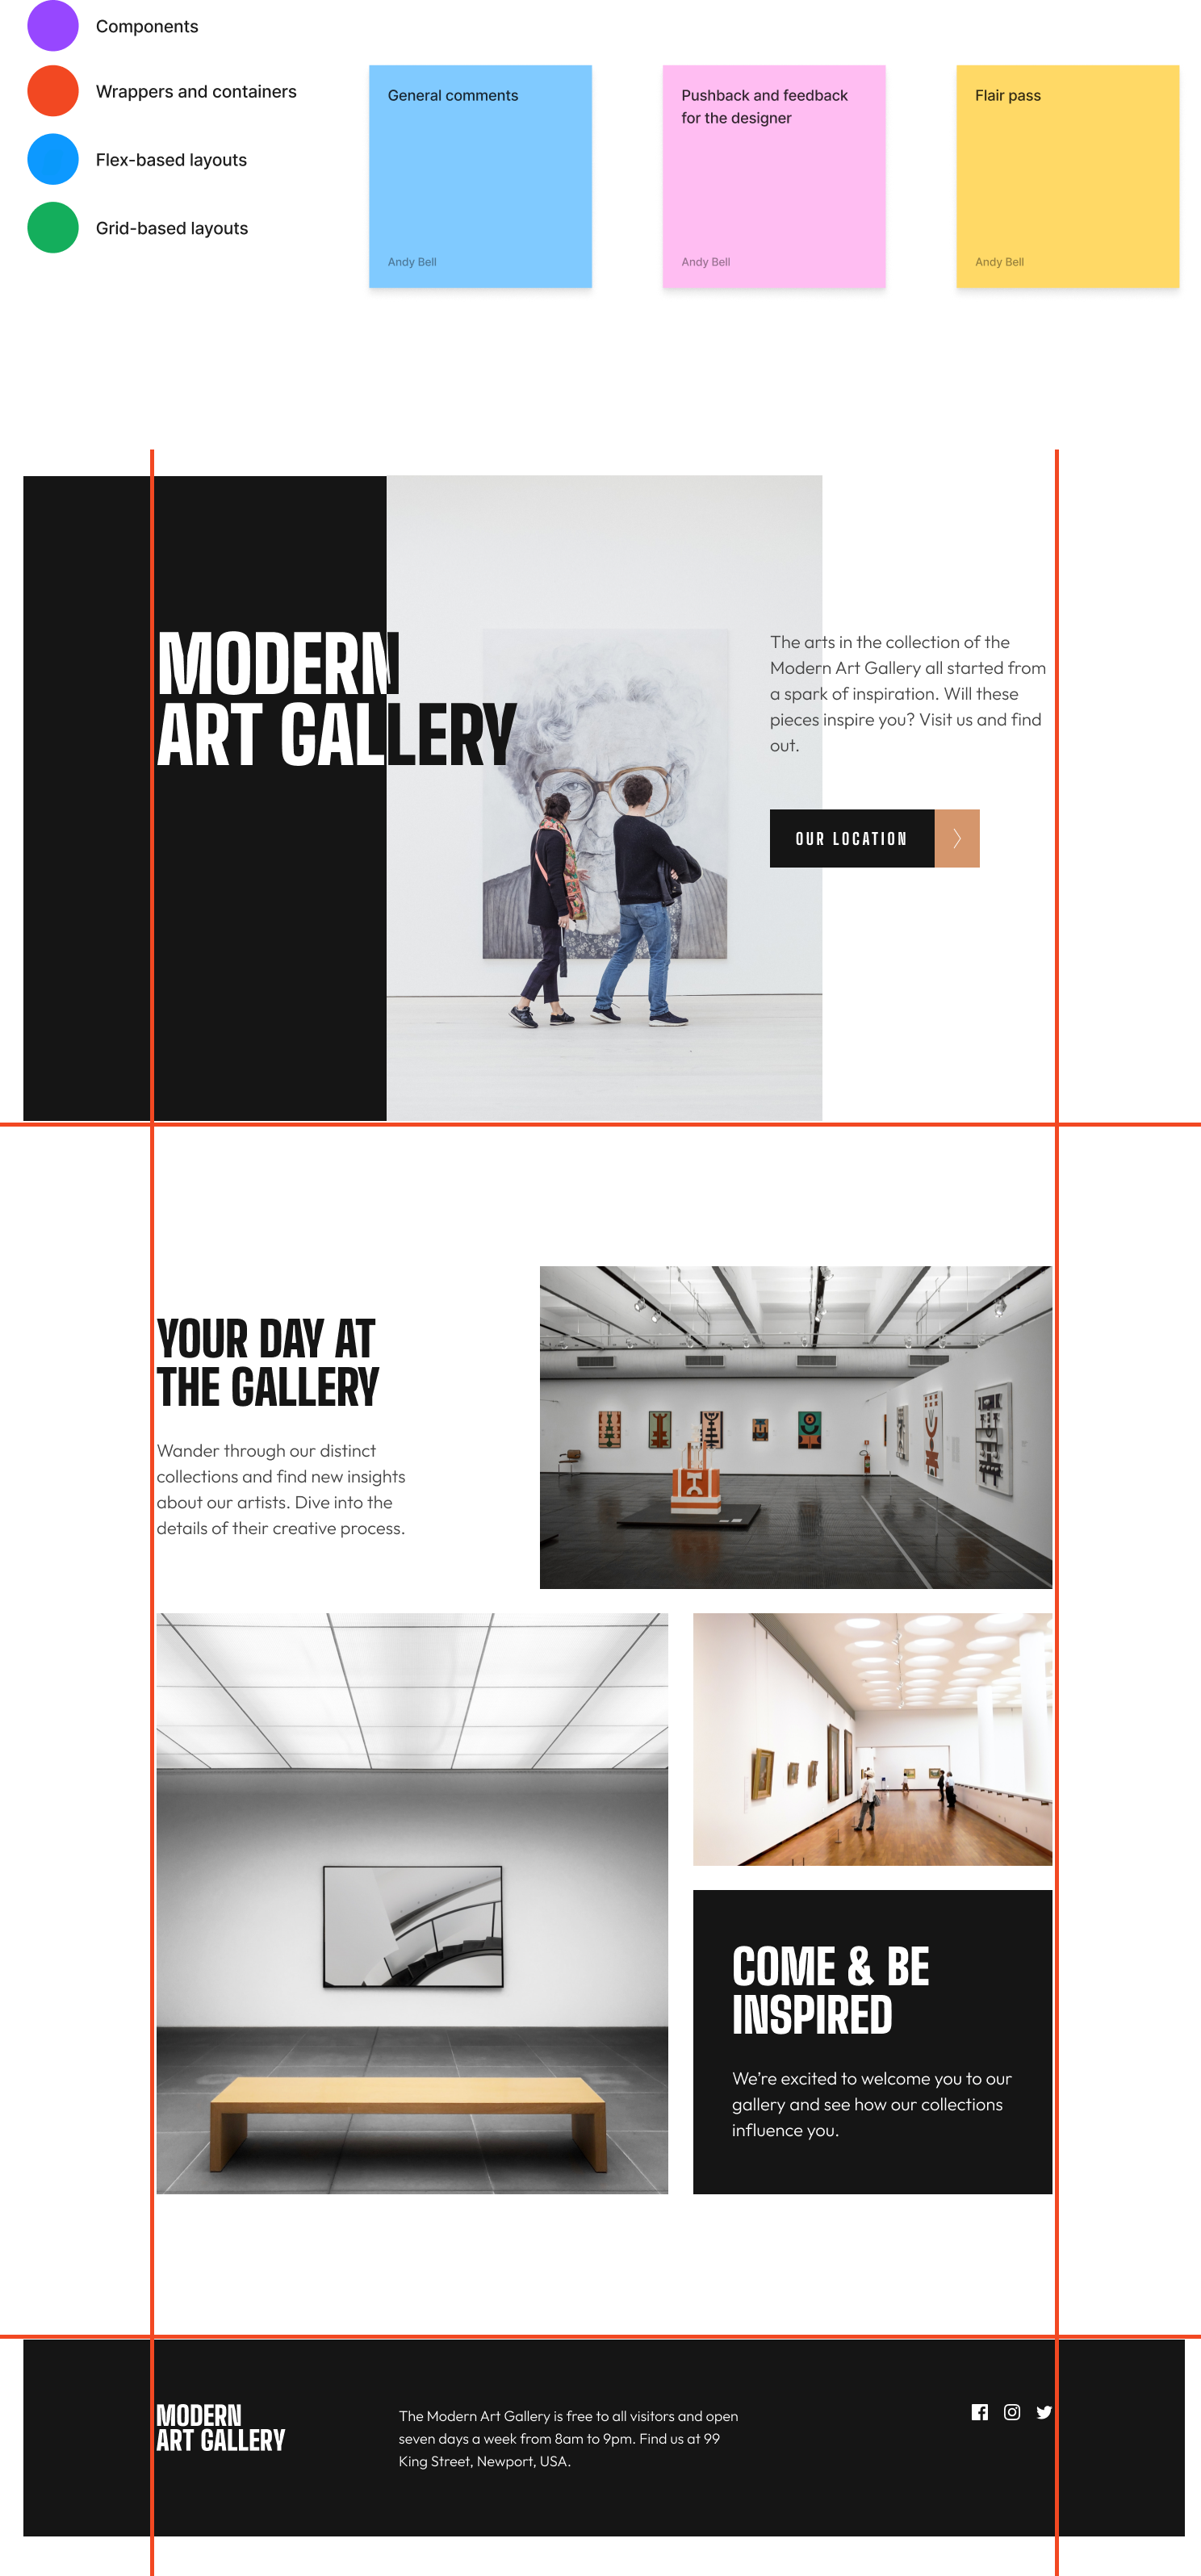 Components
Wrappers and containers
Flex-based layouts
Grid-based layouts
General comments
Andy Bell
Pushback and feedback
for the designer
Andy Bell
Flair pass
Andy Bell
MODERN
ART GALLERY
The arts in the collection of the
Modern Art Gallery all started from
a spark of inspiration. Will these
pieces inspire you? Visit us and find
out.
OUR LOCATION
YOUR DAY AT
THE GALLERY
Wander through our distinct
collections and find new insights
about our artists. Dive into the
details of their creative process.
COME & BE
INSPIRED
We’re excited to welcome you to our
gallery and see how our collections
influence you.
MODERN
ART GALLERY
The Modern Art Gallery is free to all visitors and open
seven days a week from 8am to 9pm. Find us at 99
King Street, Newport, USA.